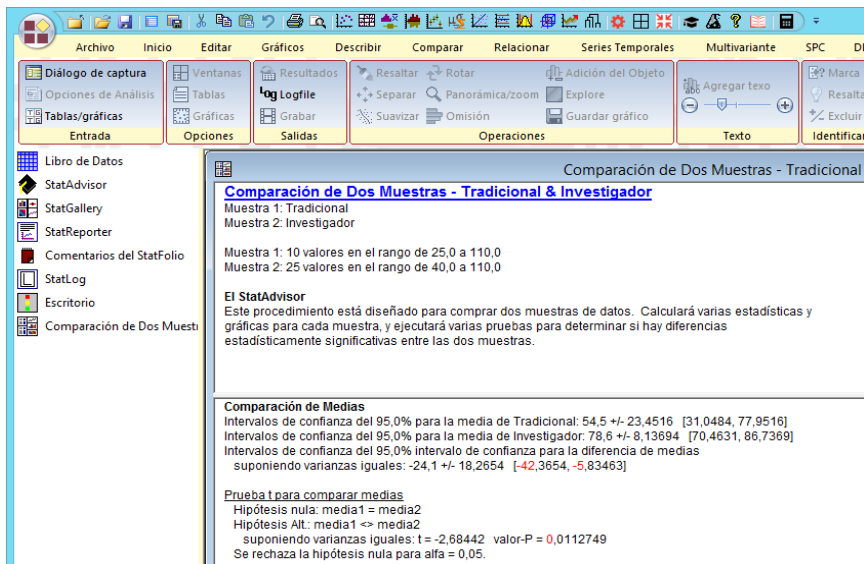 Archivo Inicio Editar Gráficos Describir Comparar Relacionar Series Temporales Multivariante SPC
Diálogo de captura Ventanas Resultados Resaltar Rotar Adición del Objeto Agregar texo Marca
Opciones de Análisis Tablas Logfile Separar Panorámica/zoom Explore
Tablas/gráficas Gráficas Grabar Suavizar Omisión Guardar gráfico Excluir
Entrada Opciones Salidas Operaciones Texto
Libro de Datos
StatAdvisor
StatGallery
StatReporter
Comentarios del StatFolio
StatLog
Escritorio
Comparación de Dos Muest
Comparación de Dos Muestras - Tradicional
Comparación de Dos Muestras - Tradicional & Investigador
Muestra 1: Tradicional
Muestra 2: Investigador
Muestra 1: 10 valores en el rango de 25,0 a 110,0
Muestra 2: 25 valores en el rango de 40,0 a 110,0
El StatAdvisor
Este procedimiento está diseñado para comprar dos muestras de datos. Calculará varias estadísticas y
gráficas para cada muestra, y ejecutará varias pruebas para determinar si hay diferencias
estadísticamente significativas entre las dos muestras.
Comparación de Medias
Intervalos de confianza del 95,0% para la media de Tradicional: 54,5 +/- 23,4516 [31,0484, 77,9516]
Intervalos de confianza del 95,0% para la media de Investigador: 78,6 +/- 8,13694 [70,4631, 86,7369]
Intervalos de confianza del 95,0% intervalo de confianza para la diferencia de medias
suponiendo varianzas iguales: -24,1 +/- 18,2654 [-42,3654, -5,83463]
Prueba t para comparar medias
Hipótesis nula: media1 = media2
Hipótesis Alt.: media1 <> media2
suponiendo varianzas iguales: t = -2,68442 valor-P = 0,0112749
Se rechaza la hipótesis nula para alfa = 0,05.